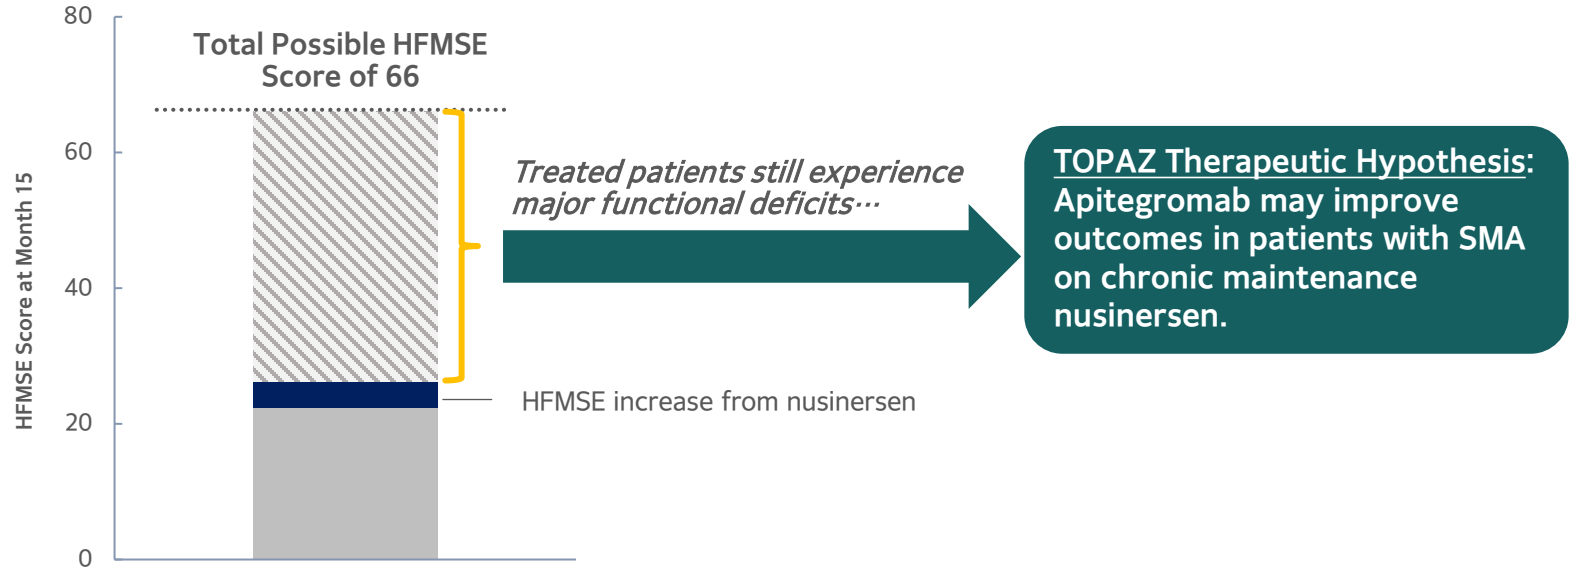 80
Total Possible HFMSE
Score of 66
60
40
20
0
HFMSE Score at Month 15
Treated patients still experience
major functional deficits…
HFMSE increase from nusinersen
TOPAZ Therapeutic Hypothesis:
Apitegromab may improve
outcomes in patients with SMA
on chronic maintenance
nusinersen.